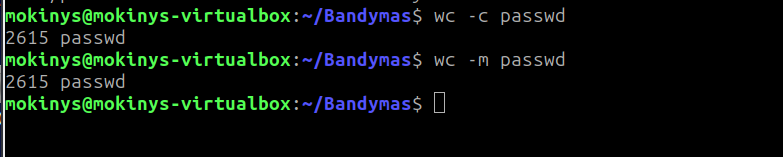 mokinys@mokinys-virtualbox:~/Bandymas$ wc -c passwd
2615 passwd
mokinys@mokinys-virtualbox:~/Bandymas$ wc -m passwd
2615 passwd
mokinys@mokinys-virtualbox:~/Bandymas$